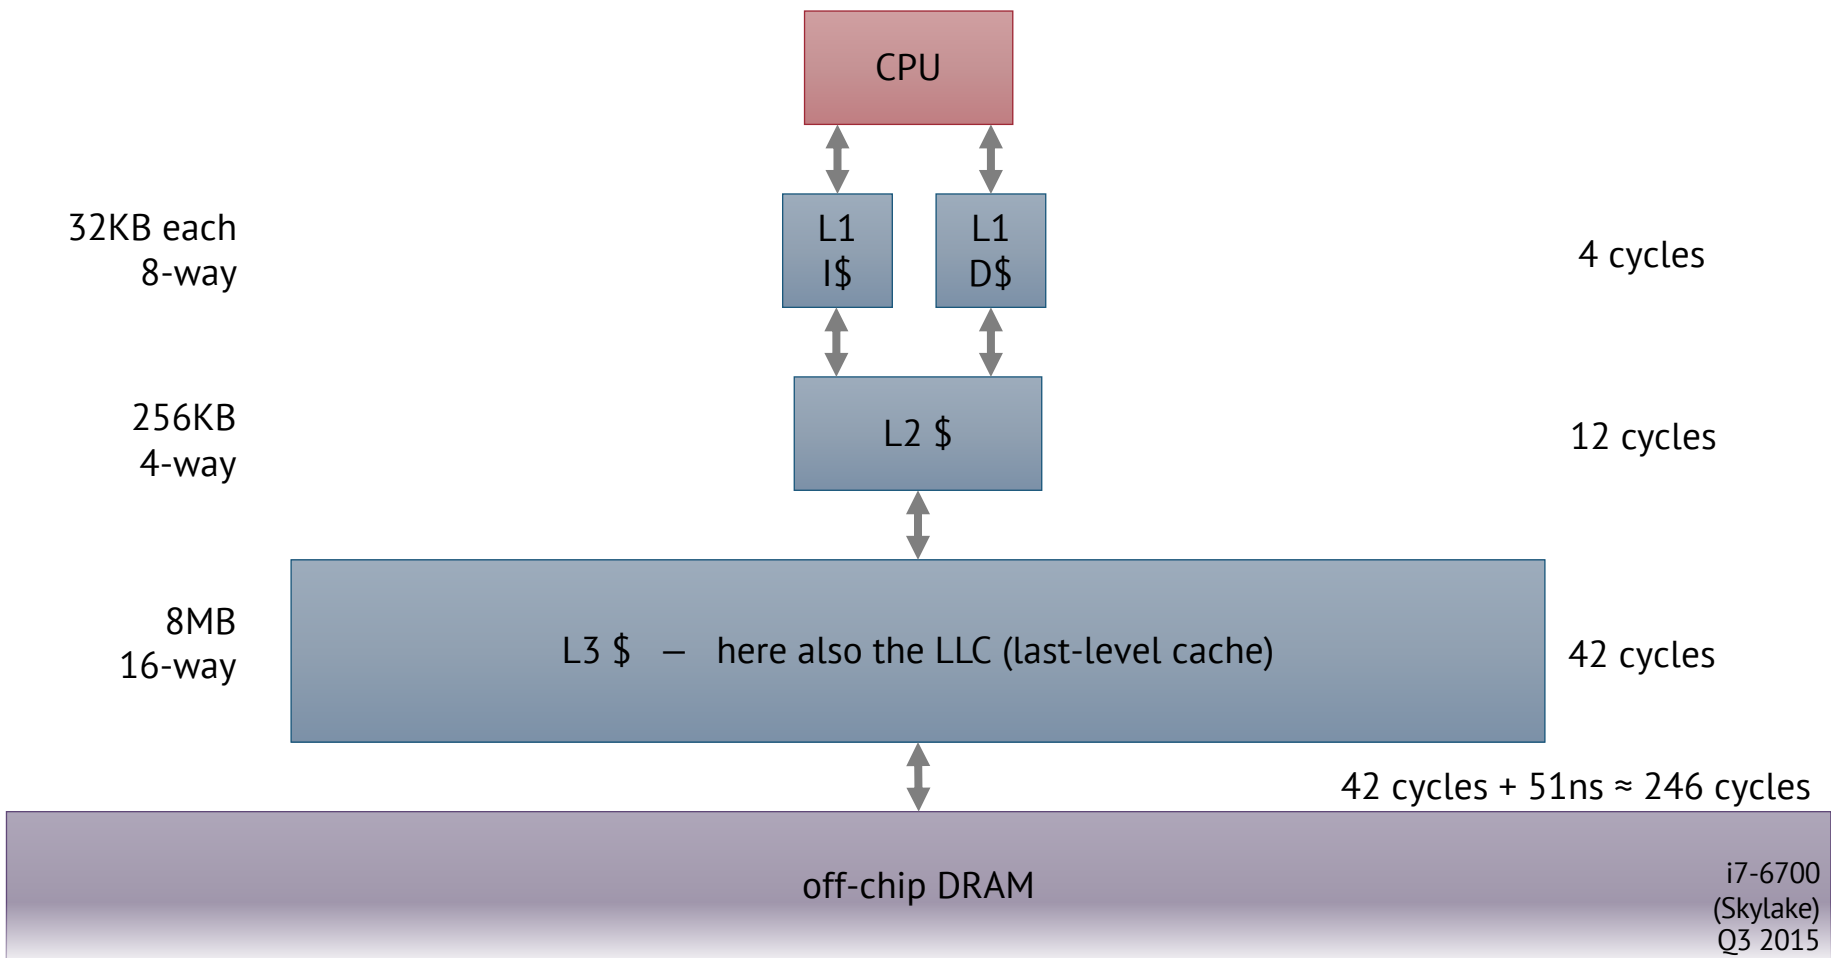 CPU
32KB each
8-way
L1
I$
L1
D$
4 cycles
256KB
4-way
L2 $
12 cycles
8MB
16-way
L3 $ — here also the LLC (last-level cache)
42 cycles
42 cycles + 51ns ≈ 246 cycles
off-chip DRAM
i7-6700
(Skylake)
Q3 2015